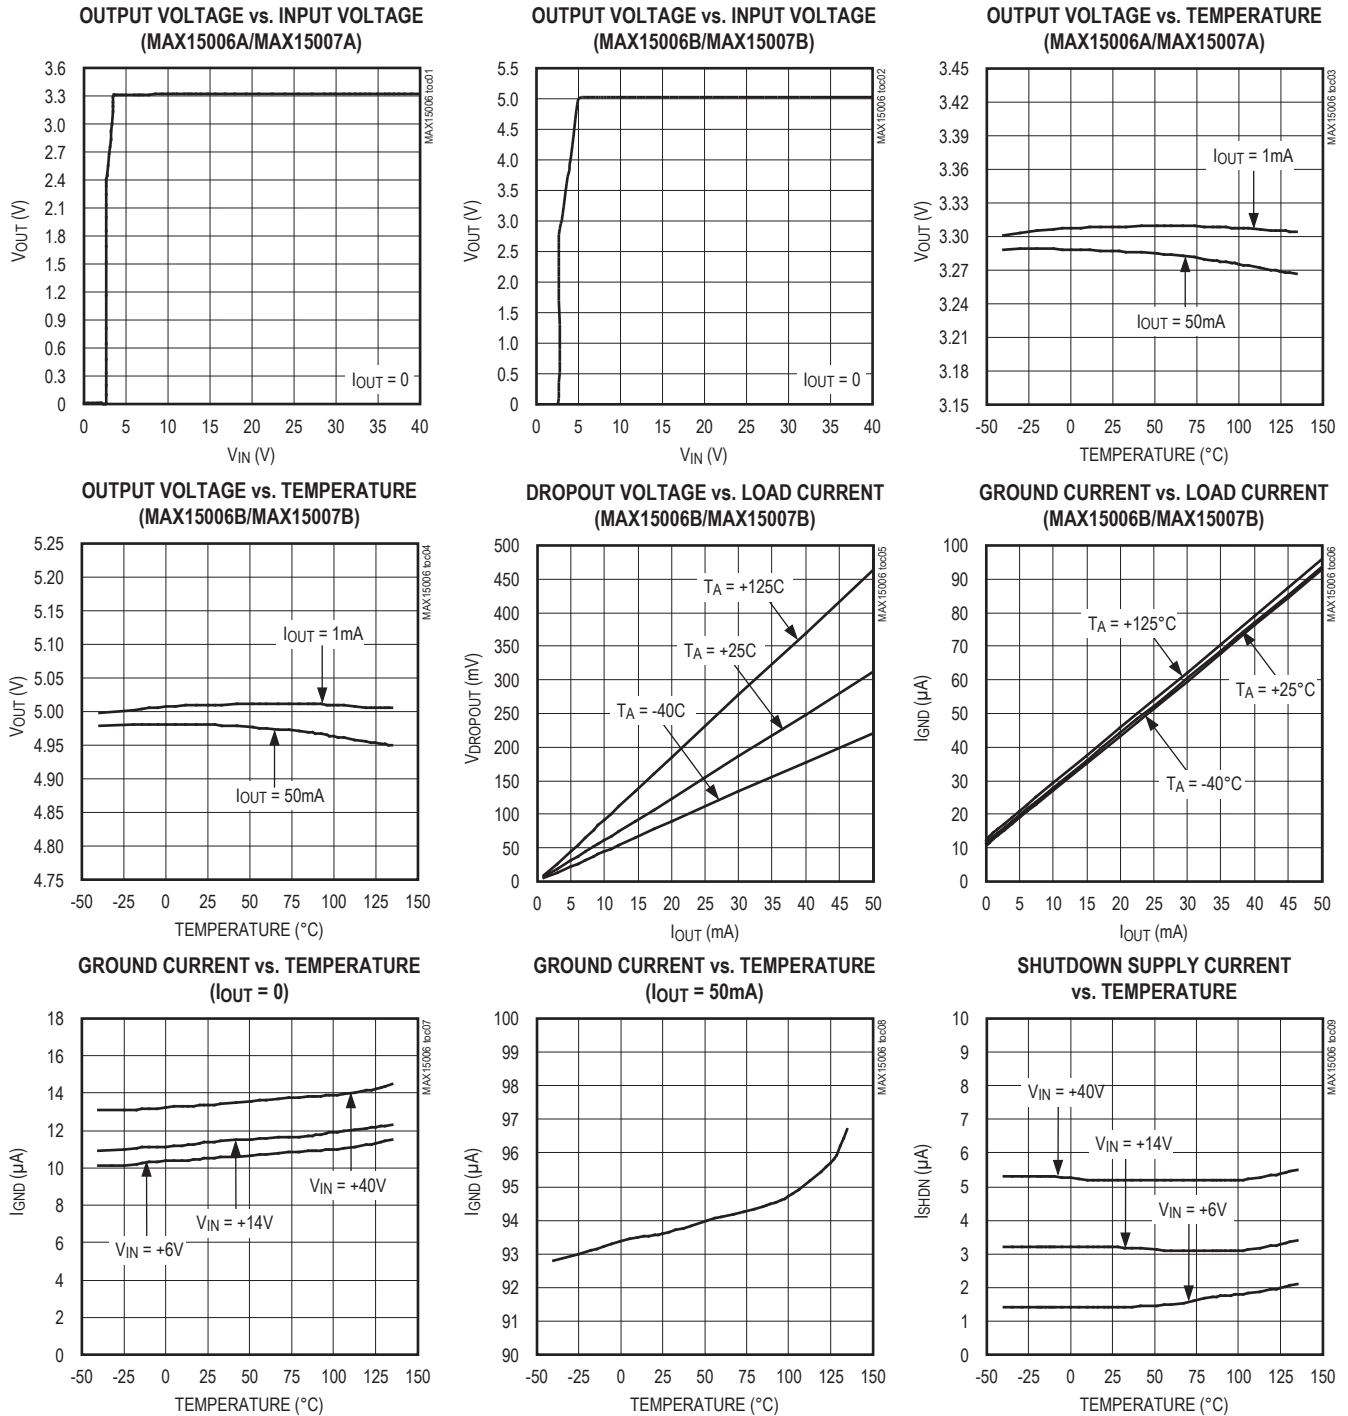 OUTPUT VOLTAGE vs. INPUT VOLTAGE
(MAX15006A/MAX15007A)
3.6
3.3
3.0
2.7
2.4
2.1
1.8
1.5
1.2
0.9
0.6
0.3
0
VOUT (V)
IOUT = 0
0 5 10 15 20 25 30 35 40
VIN (V)
MAX15006 toc01
OUTPUT VOLTAGE vs. INPUT VOLTAGE
(MAX15006B/MAX15007B)
5.5
5.0
4.5
4.0
3.5
3.0
2.5
2.0
1.5
1.0
0.5
0
VOUT (V)
IOUT = 0
0 5 10 15 20 25 30 35 40
VIN (V)
MAX15006 toc02
OUTPUT VOLTAGE vs. TEMPERATURE
(MAX15006A/MAX15007A)
3.45
3.42
3.39
3.36
3.33
3.30
3.27
3.24
3.21
3.18
3.15
VOUT (V)
IOUT = 1mA
IOUT = 50mA
-50 -25 0 25 50 75 100 125 150
TEMPERATURE (°C)
MAX15006 toc03
OUTPUT VOLTAGE vs. TEMPERATURE
(MAX15006B/MAX15007B)
5.25
5.20
5.15
5.10
5.05
5.00
4.95
4.90
4.85
4.80
4.75
VOUT (V)
IOUT = 1mA
IOUT = 50mA
-50 -25 0 25 50 75 100 125 150
TEMPERATURE (°C)
MAX15006 toc04
DROPOUT VOLTAGE vs. LOAD CURRENT
(MAX15006B/MAX15007B)
500
450
400
350
300
250
200
150
100
50
0
VDROPOUT (mV)
TA = +125C
TA = +25C
TA = -40C
0 5 10 15 20 25 30 35 40 45 50
IOUT (mA)
MAX15006 toc05
GROUND CURRENT vs. LOAD CURRENT
(MAX15006B/MAX15007B)
100
90
80
70
60
50
40
30
20
10
0
IGND (µA)
TA = +125°C
TA = +25°C
TA = -40°C
0 5 10 15 20 25 30 35 40 45 50
IOUT (mA)
MAX15006 toc06
GROUND CURRENT vs. TEMPERATURE
(IOUT = 0)
18
16
14
12
10
8
6
4
2
0
IGND (µA)
VIN = +40V
VIN = +14V
VIN = +6V
-50 -25 0 25 50 75 100 125 150
TEMPERATURE (°C)
MAX15006 toc07
GROUND CURRENT vs. TEMPERATURE
(IOUT = 50mA)
100
99
98
97
96
95
94
93
92
91
90
IGND (µA)
-50 -25 0 25 50 75 100 125 150
TEMPERATURE (°C)
MAX15006 toc08
SHUTDOWN SUPPLY CURRENT
vs. TEMPERATURE
10
9
8
7
6
5
4
3
2
1
0
ISHDN (µA)
VIN = +40V
VIN = +14V
VIN = +6V
-50 -25 0 25 50 75 100 125 150
TEMPERATURE (°C)
MAX15006 toc09